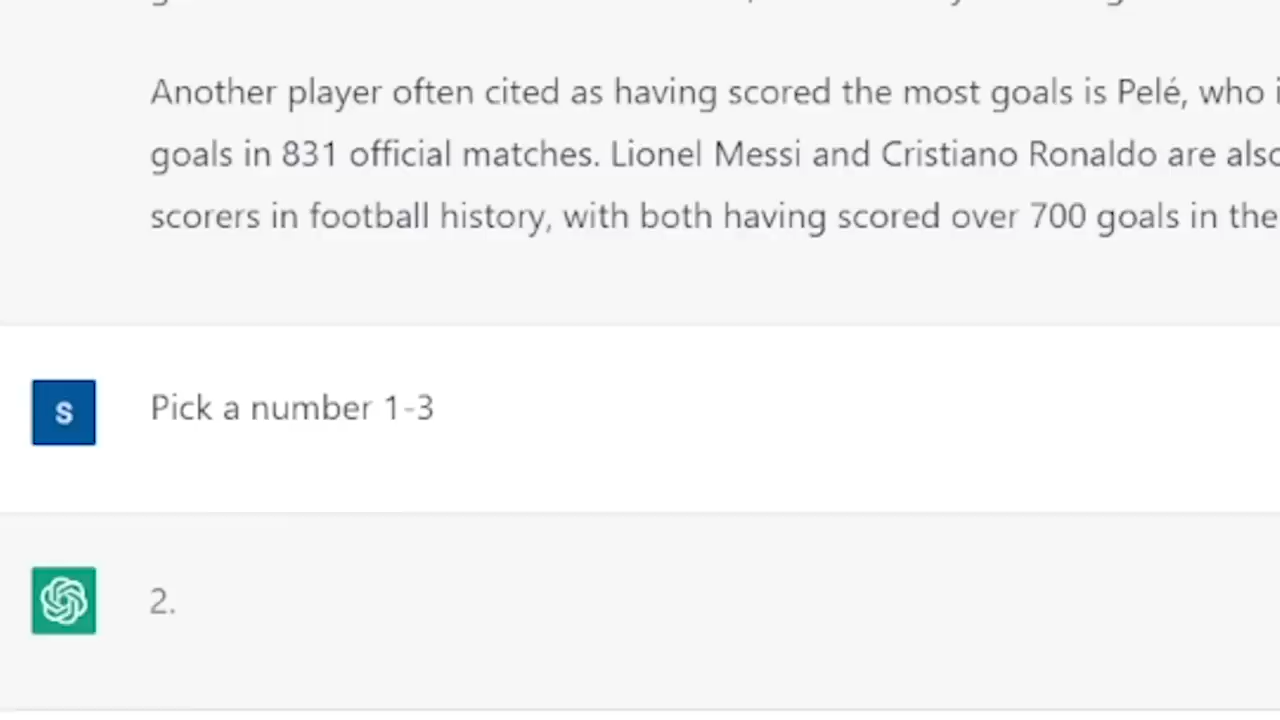 Another player often cited as having scored the most goals is Pelé, who
goals in 831 official matches. Lionel Messi and Cristiano Ronaldo are also
scorers in football history, with both having scored over 700 goals in the
S
Pick a number 1-3
2.